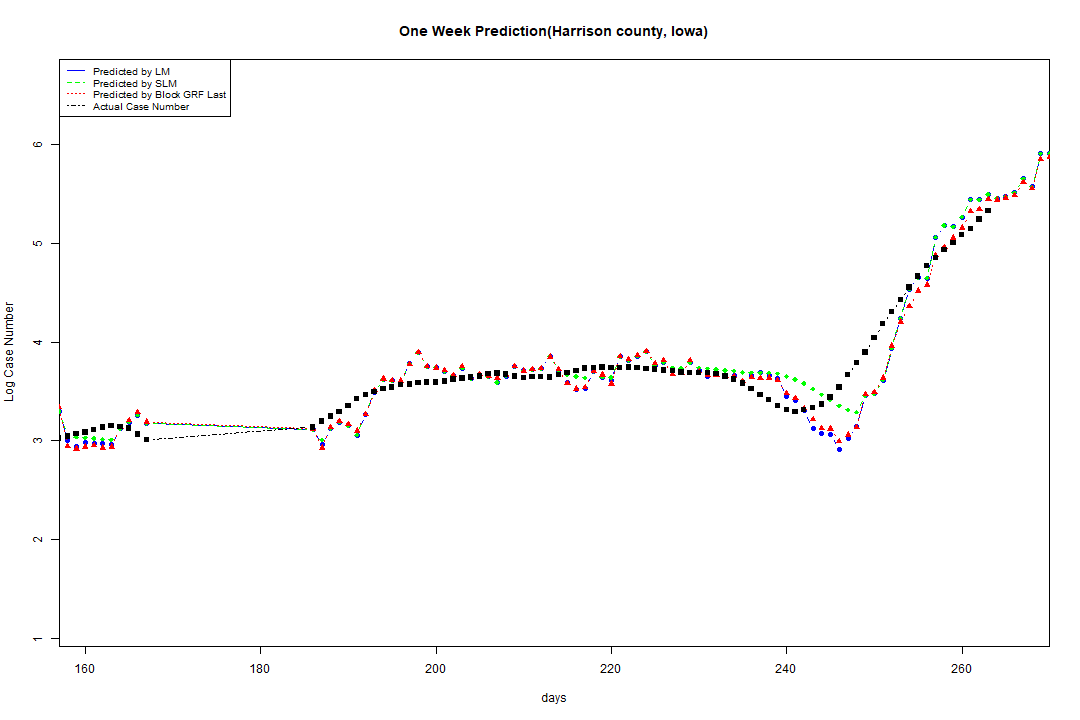 One Week Prediction(Harrison county, Iowa)
Predicted by LM
Predicted by SLM
Predicted by Block GRF Last
Actual Case Number
6
5
4
3
2
1
Log Case Number
160 180 200 220 240 260
days